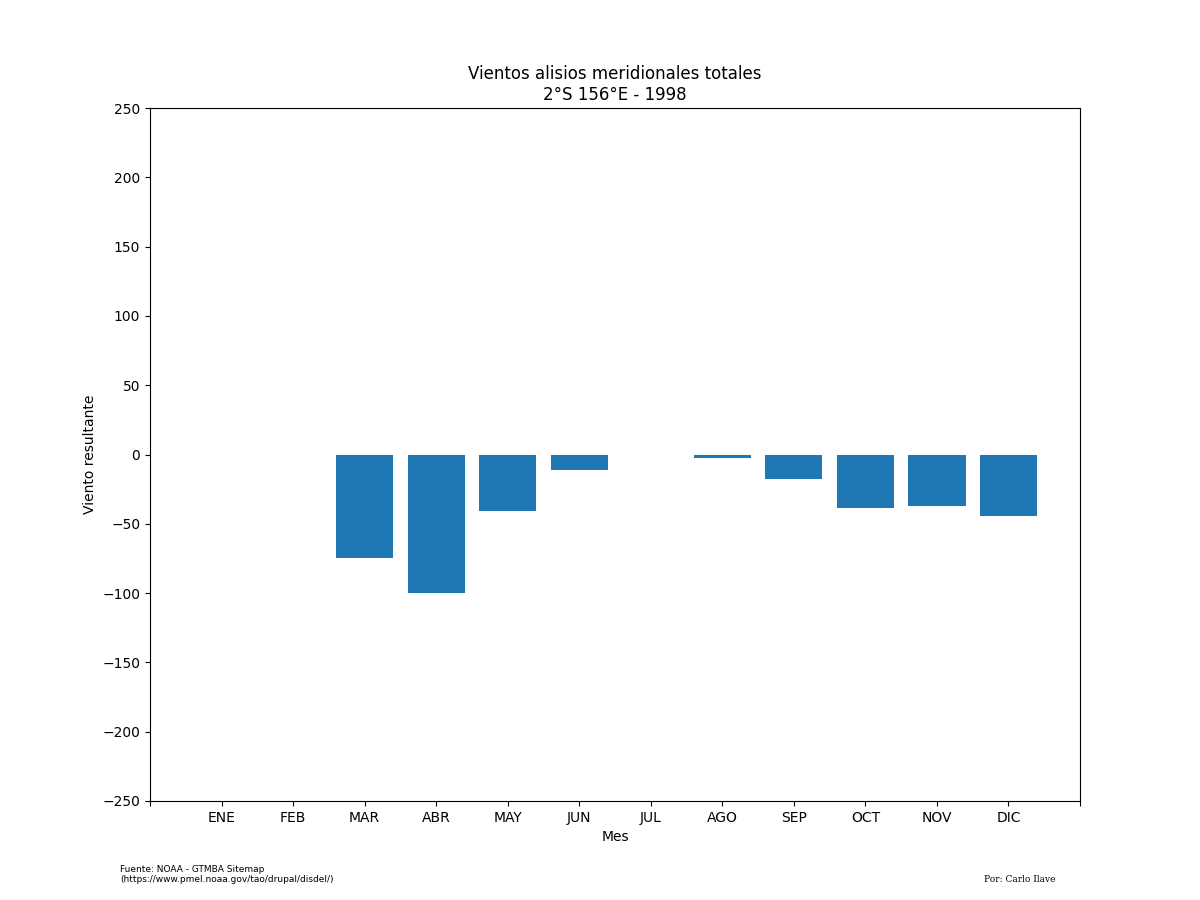 Vientos alisios meridionales totales
2°S 156°E - 1998
250
200
150
100
50
0
−50
−100
−150
−200
−250
Viento resultante
ENE FEB MAR ABR MAY JUN JUL AGO SEP OCT NOV DIC
Mes
Fuente: NOAA - GTMBA Sitemap
(https://www.pmel.noaa.gov/tao/drupal/disdel/)
Por: Carlo Ilave